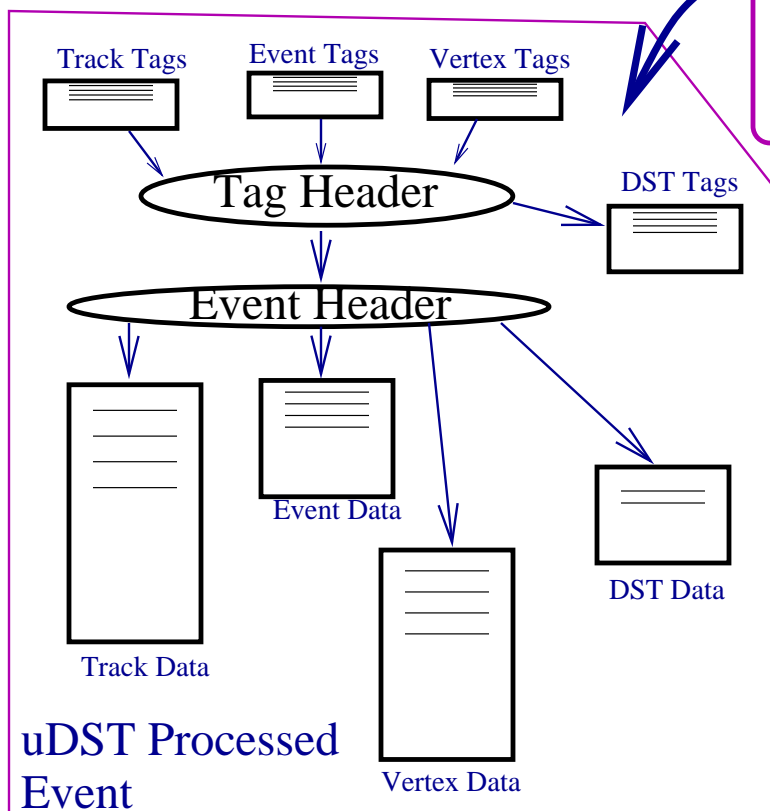 Track Tags
Event Tags
Vertex Tags
Tag Header
DST Tags
Event Header
Event Data
DST Data
Track Data
Vertex Data
uDST Processed
Event